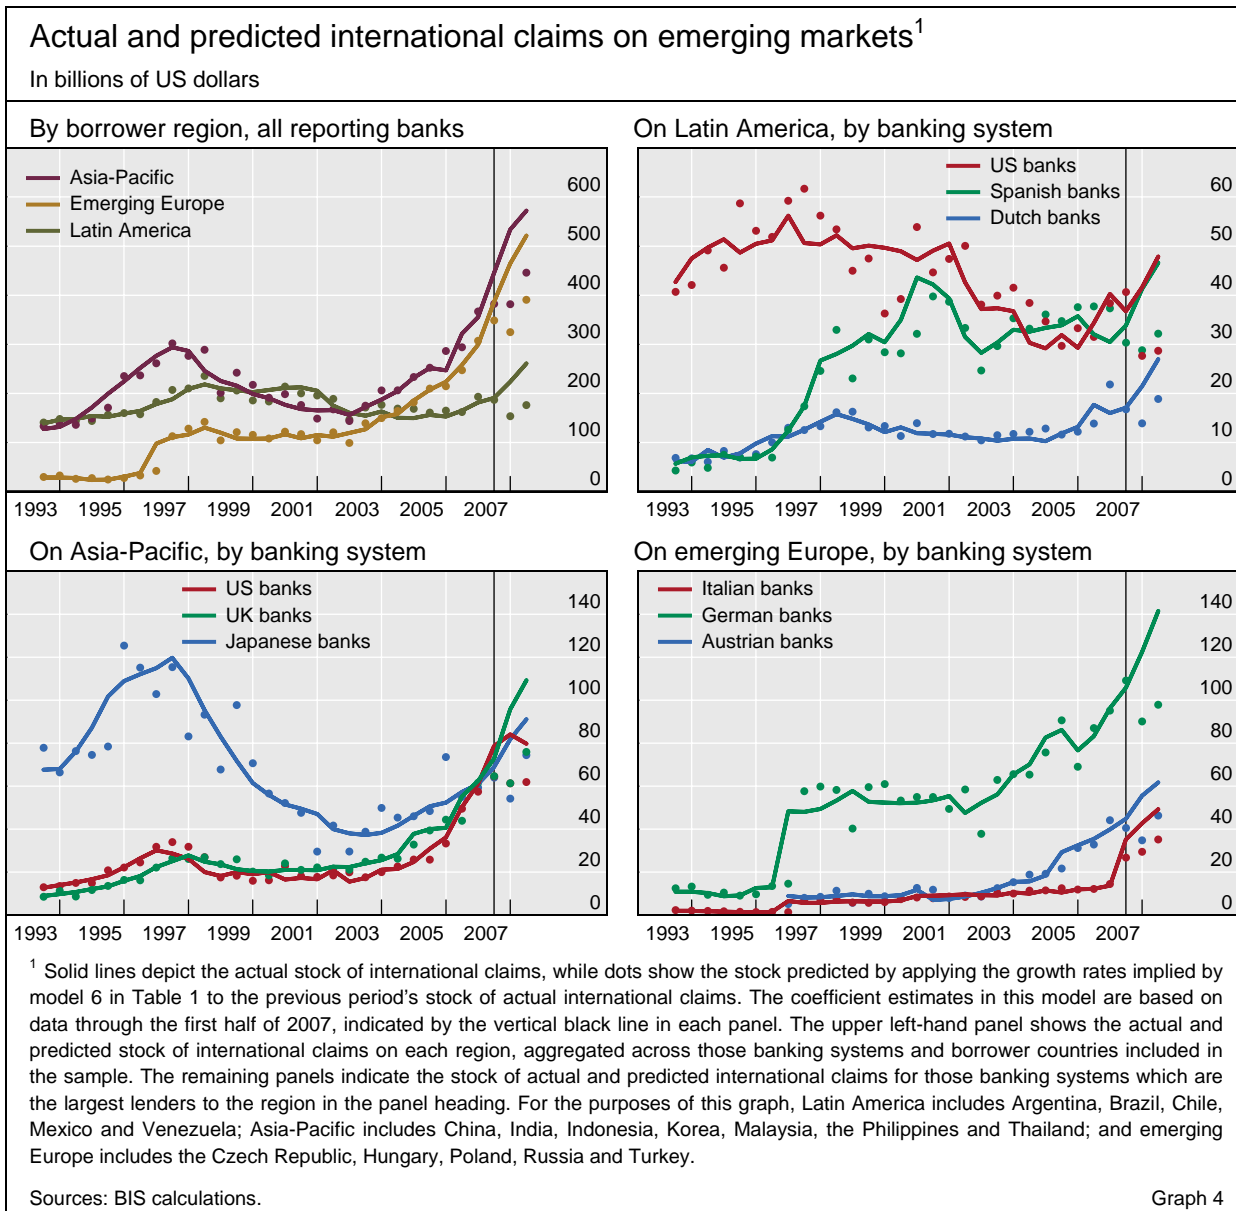 Actual and predicted international claims on emerging markets1
In billions of US dollars
By borrower region, all reporting banks
Asia-Pacific
Emerging Europe
Latin America
600
500
400
300
200
100
0
1993 1995 1997 1999 2001 2003 2005 2007
On Latin America, by banking system
US banks
Spanish banks
Dutch banks
60
50
40
30
20
10
0
1993 1995 1997 1999 2001 2003 2005 2007
On Asia-Pacific, by banking system
US banks
UK banks
Japanese banks
140
120
100
80
60
40
20
0
1993 1995 1997 1999 2001 2003 2005 2007
On emerging Europe, by banking system
Italian banks
German banks
Austrian banks
140
120
100
80
60
40
20
0
1993 1995 1997 1999 2001 2003 2005 2007
1 Solid lines depict the actual stock of international claims, while dots show the stock predicted by applying the growth rates implied by
model 6 in Table 1 to the previous period's stock of actual international claims. The coefficient estimates in this model are based on
data through the first half of 2007, indicated by the vertical black line in each panel. The upper left-hand panel shows the actual and
predicted stock of international claims on each region, aggregated across those banking systems and borrower countries included in
the sample. The remaining panels indicate the stock of actual and predicted international claims for those banking systems which are
the largest lenders to the region in the panel heading. For the purposes of this graph, Latin America includes Argentina, Brazil, Chile,
Mexico and Venezuela; Asia-Pacific includes China, India, Indonesia, Korea, Malaysia, the Philippines and Thailand; and emerging
Europe includes the Czech Republic, Hungary, Poland, Russia and Turkey.
Sources: BIS calculations.
Graph 4